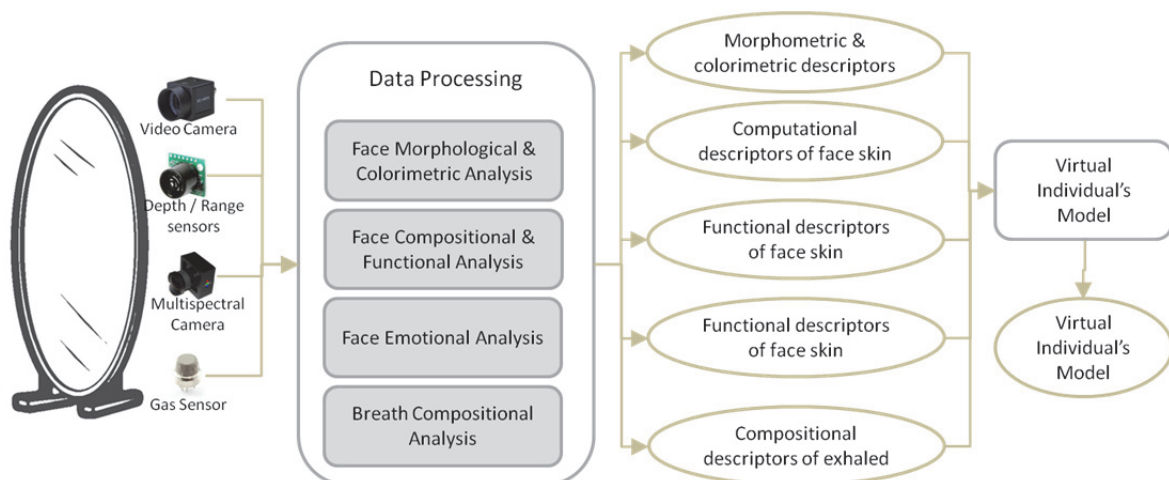 Video Camera
Depth / Range
sensors
Multispectral
Camera
Gas Sensor
Data Processing
Face Morphological &
Colorimetric Analysis
Face Compositional &
Functional Analysis
Face Emotional Analysis
Breath Compositional
Analysis
Morphometric &
colorimetric descriptors
Computational
descriptors of face skin
Functional descriptors
of face skin
Functional descriptors
of face skin
Compositional
descriptors of exhaled
Virtual
Individual’s
Model
Virtual
Individual’s
Model